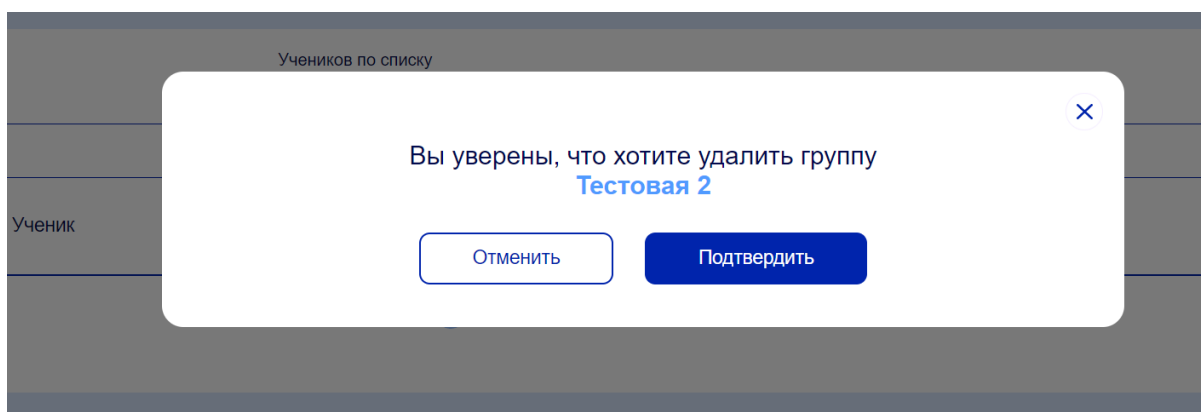 Учеников по списку
Вы уверены, что хотите удалить группу
Тестовая 2
Ученик
Отменить
Подтвердить